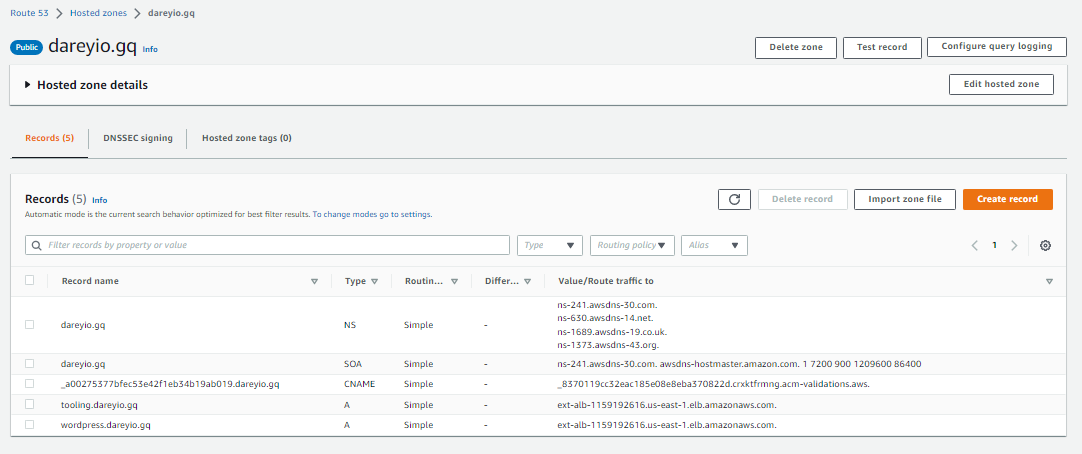 Route 53 > Hosted zones > dareyio.gq
Public dareyio.gq Info
Delete zone Test record Configure query logging
Hosted zone details
Edit hosted zone
Records (5) DNSSEC signing Hosted zone tags (0)
Records (5) Info
Automatic mode is the current search behavior optimized for best filter results. To change modes go to settings.
Delete record Import zone file Create record
Filter records by property or value Type Routing policy Alias 1
Record name Type Routin... Differ... Value/Route traffic to
dareyio.gq NS Simple - ns-241.awsdns-30.com.
ns-630.awsdns-14.net.
ns-1689.awsdns-19.co.uk.
ns-1373.awsdns-43.org.
dareyio.gq SOA Simple - ns-241.awsdns-30.com. awsdns-hostmaster.amazon.com. 1 7200 900 1209600 86400
_a00275377bfec53e42f1eb34b19ab019.dareyio.gq CNAME Simple - _8370119cc32eac185e08e8eba370822d.crxktfrmng.acm-validations.aws.
tooling.dareyio.gq A Simple - ext-alb-1159192616.us-east-1.elb.amazonaws.com.
wordpress.dareyio.gq A Simple - ext-alb-1159192616.us-east-1.elb.amazonaws.com.